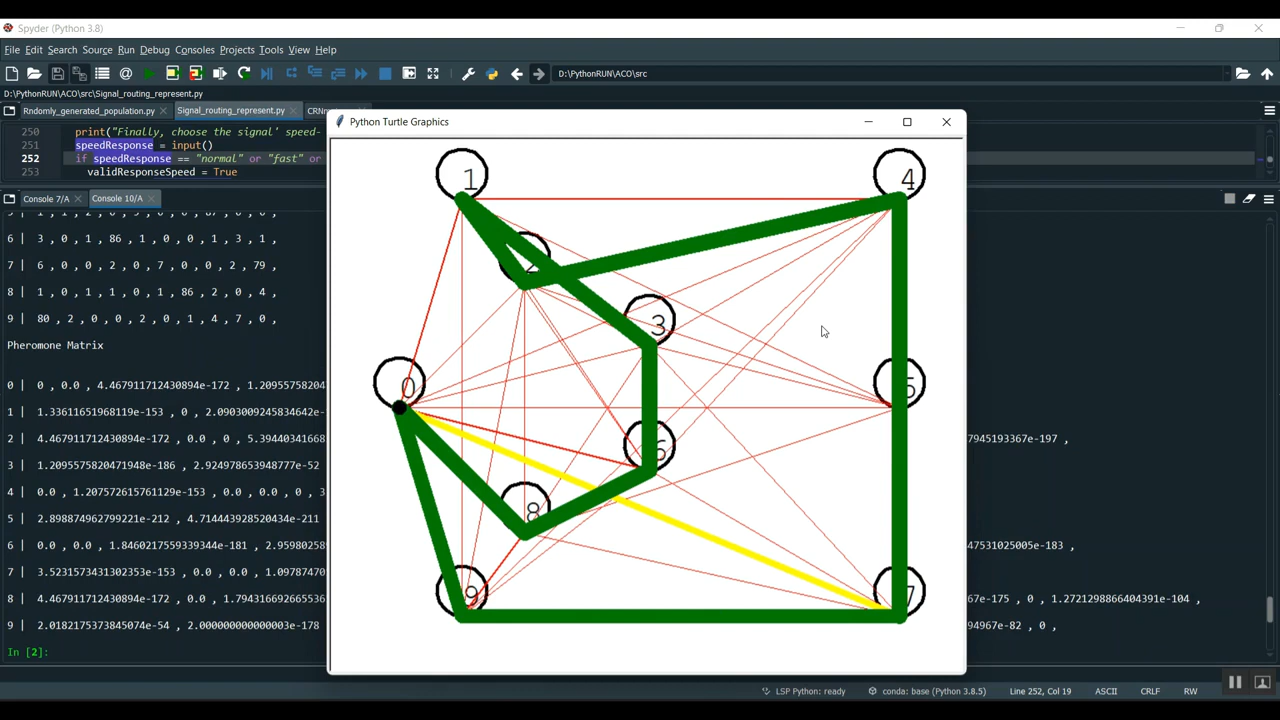 Spyder (Python 3.8)
File Edit Search Source Run Debug Consoles Projects Tools View Help
D:\PythonRUN\ACO\src
D:\PythonRUN\ACO\src\Signal_routing_represent.py
Rndomly_generated_population.py Signal_routing_represent.py
250 print("Finally, choose the signal' speed-
251 speedResponse = input()
252 if speedResponse == "normal" or "fast" or
253 validResponseSpeed = True
Console 7/A Console 10/A
Python Turtle Graphics
6 | 3 , 0 , 1 , 86 , 1 , 0 , 0 , 1 , 3 , 1 ,
7 | 6 , 0 , 0 , 2 , 0 , 7 , 0 , 0 , 2 , 79 ,
8 | 1 , 0 , 1 , 1 , 0 , 1 , 86 , 2 , 0 , 4 ,
9 | 80 , 2 , 0 , 0 , 2 , 0 , 1 , 4 , 7 , 0 ,
Pheromone Matrix
0 | 0 , 0.0 , 4.467911712430894e-172 , 1.20955758204
1 | 1.33611651968119e-153 , 0 , 2.0903009245834642e-
2 | 4.467911712430894e-172 , 0.0 , 0 , 5.39440341668
7945193367e-197 ,
3 | 1.2095575820471948e-186 , 2.924978653948777e-52
4 | 0.0 , 1.207572615761129e-153 , 0.0 , 0.0 , 0 , 3
5 | 2.898874962799221e-212 , 4.714443928520434e-211
6 | 0.0 , 0.0 , 1.8460217559339344e-181 , 2.95980258
47531025005e-183 ,
7 | 3.5231573431302353e-153 , 0.0 , 0.0 , 1.09787470
8 | 4.467911712430892e-172 , 0.0 , 1.79431669266553
67e-175 , 0 , 1.2721298866404391e-104 ,
9 | 2.0182175373845074e-54 , 2.000000000000003e-178
94967e-82 , 0 ,
In [2]:
1
4
2
3
0
5
6
8
9
7
LSP Python: ready conda: base (Python 3.8.5) Line 252, Col 19 ASCII CRLF RW